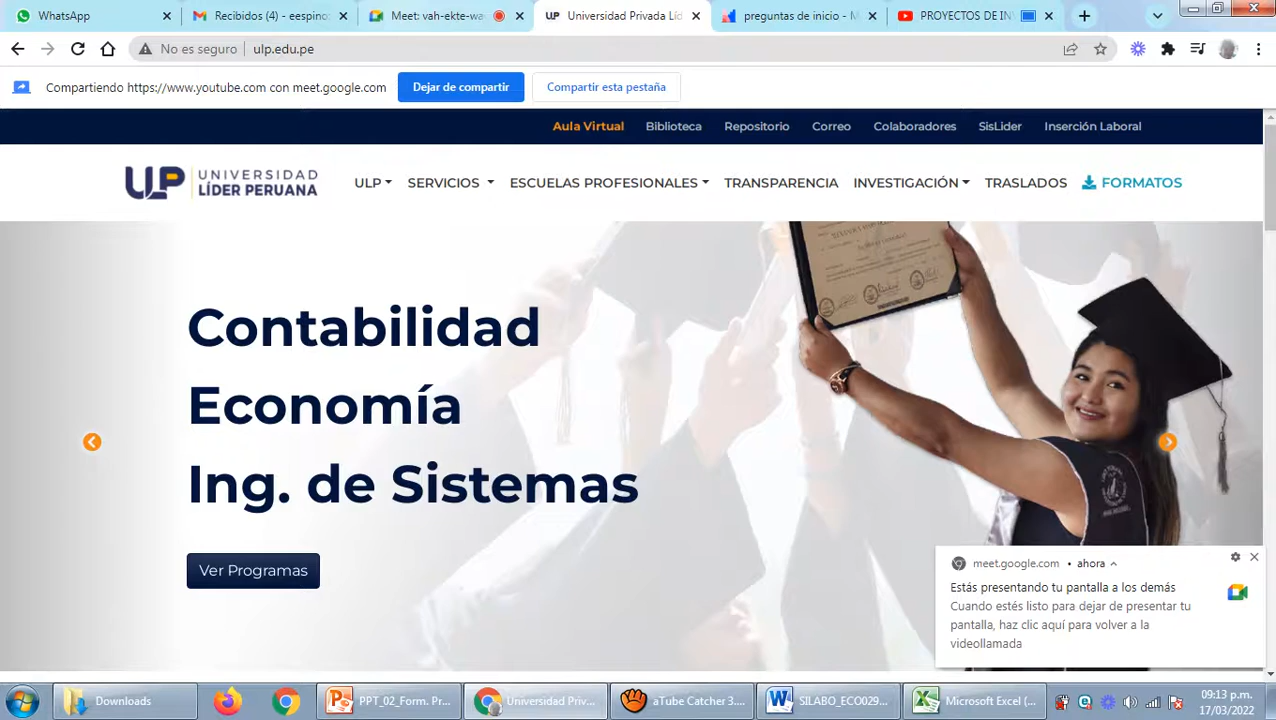 WhatsApp
Recibidos (4) - eespino
Meet: vah-ekte-wa
Universidad Privada Líd
preguntas de inicio - M
PROYECTOS DE IN
No es seguro
ulp.edu.pe
Compartiendo https://www.youtube.com con meet.google.com
Dejar de compartir
Compartir esta pestaña
Aula Virtual
Biblioteca
Repositorio
Correo
Colaboradores
SisLider
Inserción Laboral
ULP UNIVERSIDAD
LÍDER PERUANA
ULP
SERVICIOS
ESCUELAS PROFESIONALES
TRANSPARENCIA
INVESTIGACIÓN
TRASLADOS
FORMATOS
Contabilidad
Economía
Ing. de Sistemas
Ver Programas
meet.google.com • ahora
Estás presentando tu pantalla a los demás
Cuando estés listo para dejar de presentar tu
pantalla, haz clic aquí para volver a la
videollamada
Downloads
PPT_02_Form. Pr...
Universidad Priv...
aTube Catcher 3....
SILABO_ECO029...
Microsoft Excel (...
09:13 p.m.
17/03/2022